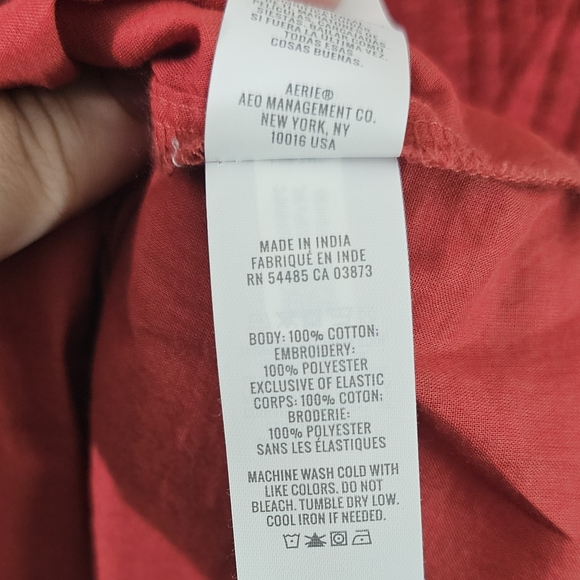 SI FUERA LA ÚLTIMA VEZ.
TODAS ESAS
COSAS BUENAS.
AERIE®
AEO MANAGEMENT CO.
NEW YORK, NY
10016 USA
MADE IN INDIA
FABRIQUÉ EN INDE
RN 54485 CA 03873
BODY: 100% COTTON;
EMBROIDERY:
100% POLYESTER
EXCLUSIVE OF ELASTIC
CORPS: 100% COTON;
BRODERIE:
100% POLYESTER
SANS LES ÉLASTIQUES
MACHINE WASH COLD WITH
LIKE COLORS. DO NOT
BLEACH. TUMBLE DRY LOW.
COOL IRON IF NEEDED.